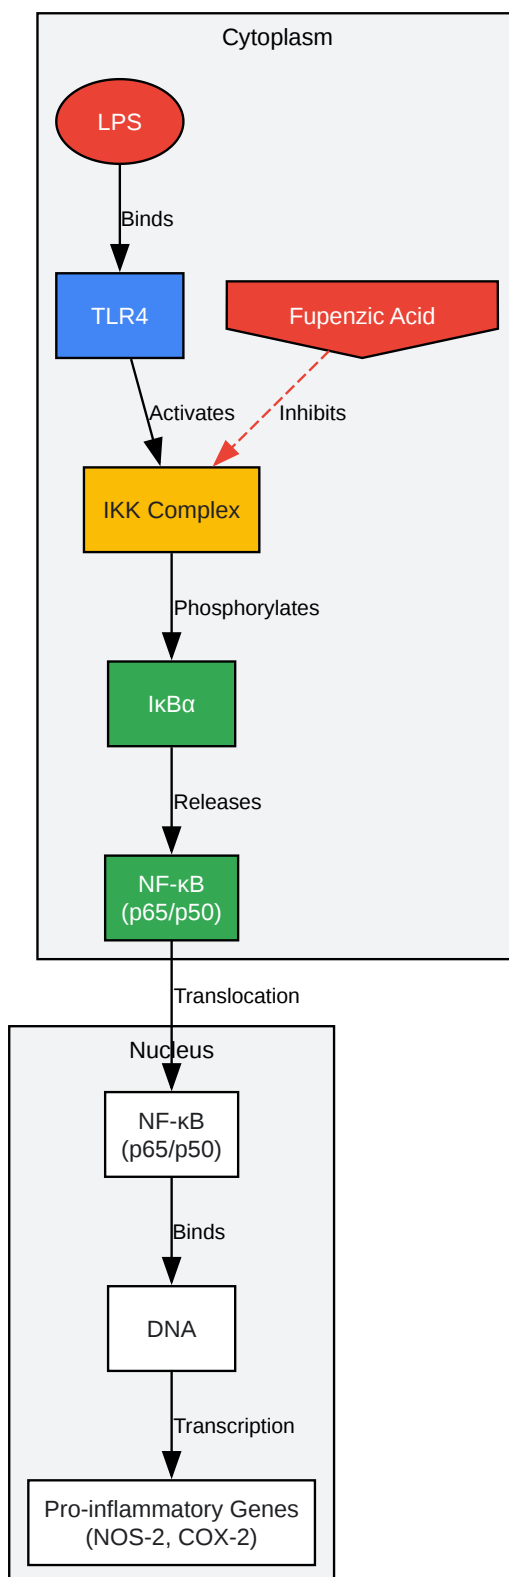 Cytoplasm
LPS
Binds
TLR4
Fupenzic Acid
Activates
Inhibits
IKK Complex
Phosphorylates
IκBα
Releases
NF-κB
(p65/p50)
Translocation
Nucleus
NF-κB
(p65/p50)
Binds
DNA
Transcription
Pro-inflammatory Genes
(NOS-2, COX-2)